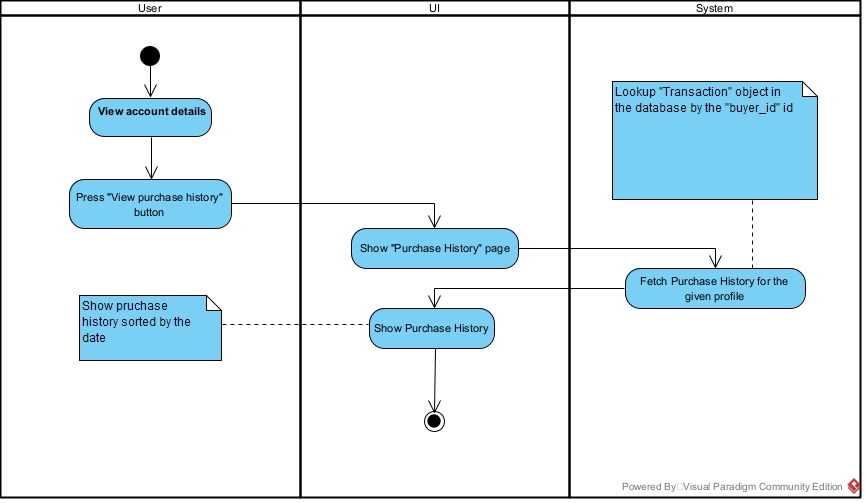 User
UI
System
View account details
Lookup "Transaction" object in
the database by the "buyer_id" id
Press "View purchase history"
button
Show "Purchase History" page
Fetch Purchase History for the
given profile
Show pruchase
history sorted by the
date
Show Purchase History
Powered By Visual Paradigm Community Edition